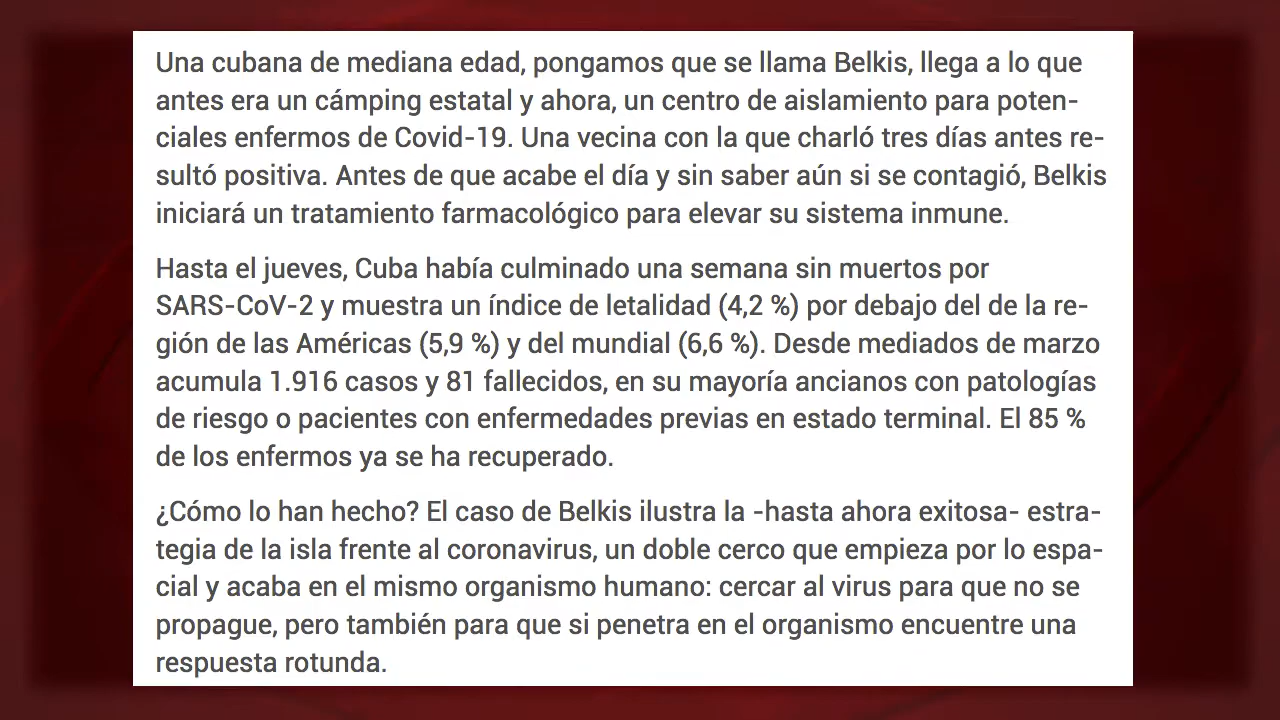 Una cubana de mediana edad, pongamos que se llama Belkis, llega a lo que
antes era un cámping estatal y ahora, un centro de aislamiento para poten-
ciales enfermos de Covid-19. Una vecina con la que charló tres días antes re-
sultó positiva. Antes de que acabe el día y sin saber aún si se contagió, Belkis
iniciará un tratamiento farmacológico para elevar su sistema inmune.
Hasta el jueves, Cuba había culminado una semana sin muertos por
SARS-CoV-2 y muestra un índice de letalidad (4,2 %) por debajo del de la re-
gión de las Américas (5,9 %) y del mundial (6,6 %). Desde mediados de marzo
acumula 1.916 casos y 81 fallecidos, en su mayoría ancianos con patologías
de riesgo o pacientes con enfermedades previas en estado terminal. El 85 %
de los enfermos ya se ha recuperado.
¿Cómo lo han hecho? El caso de Belkis ilustra la -hasta ahora exitosa- estra-
tegia de la isla frente al coronavirus, un doble cerco que empieza por lo espa-
cial y acaba en el mismo organismo humano: cercar al virus para que no se
propague, pero también para que si penetra en el organismo encuentre una
respuesta rotunda.